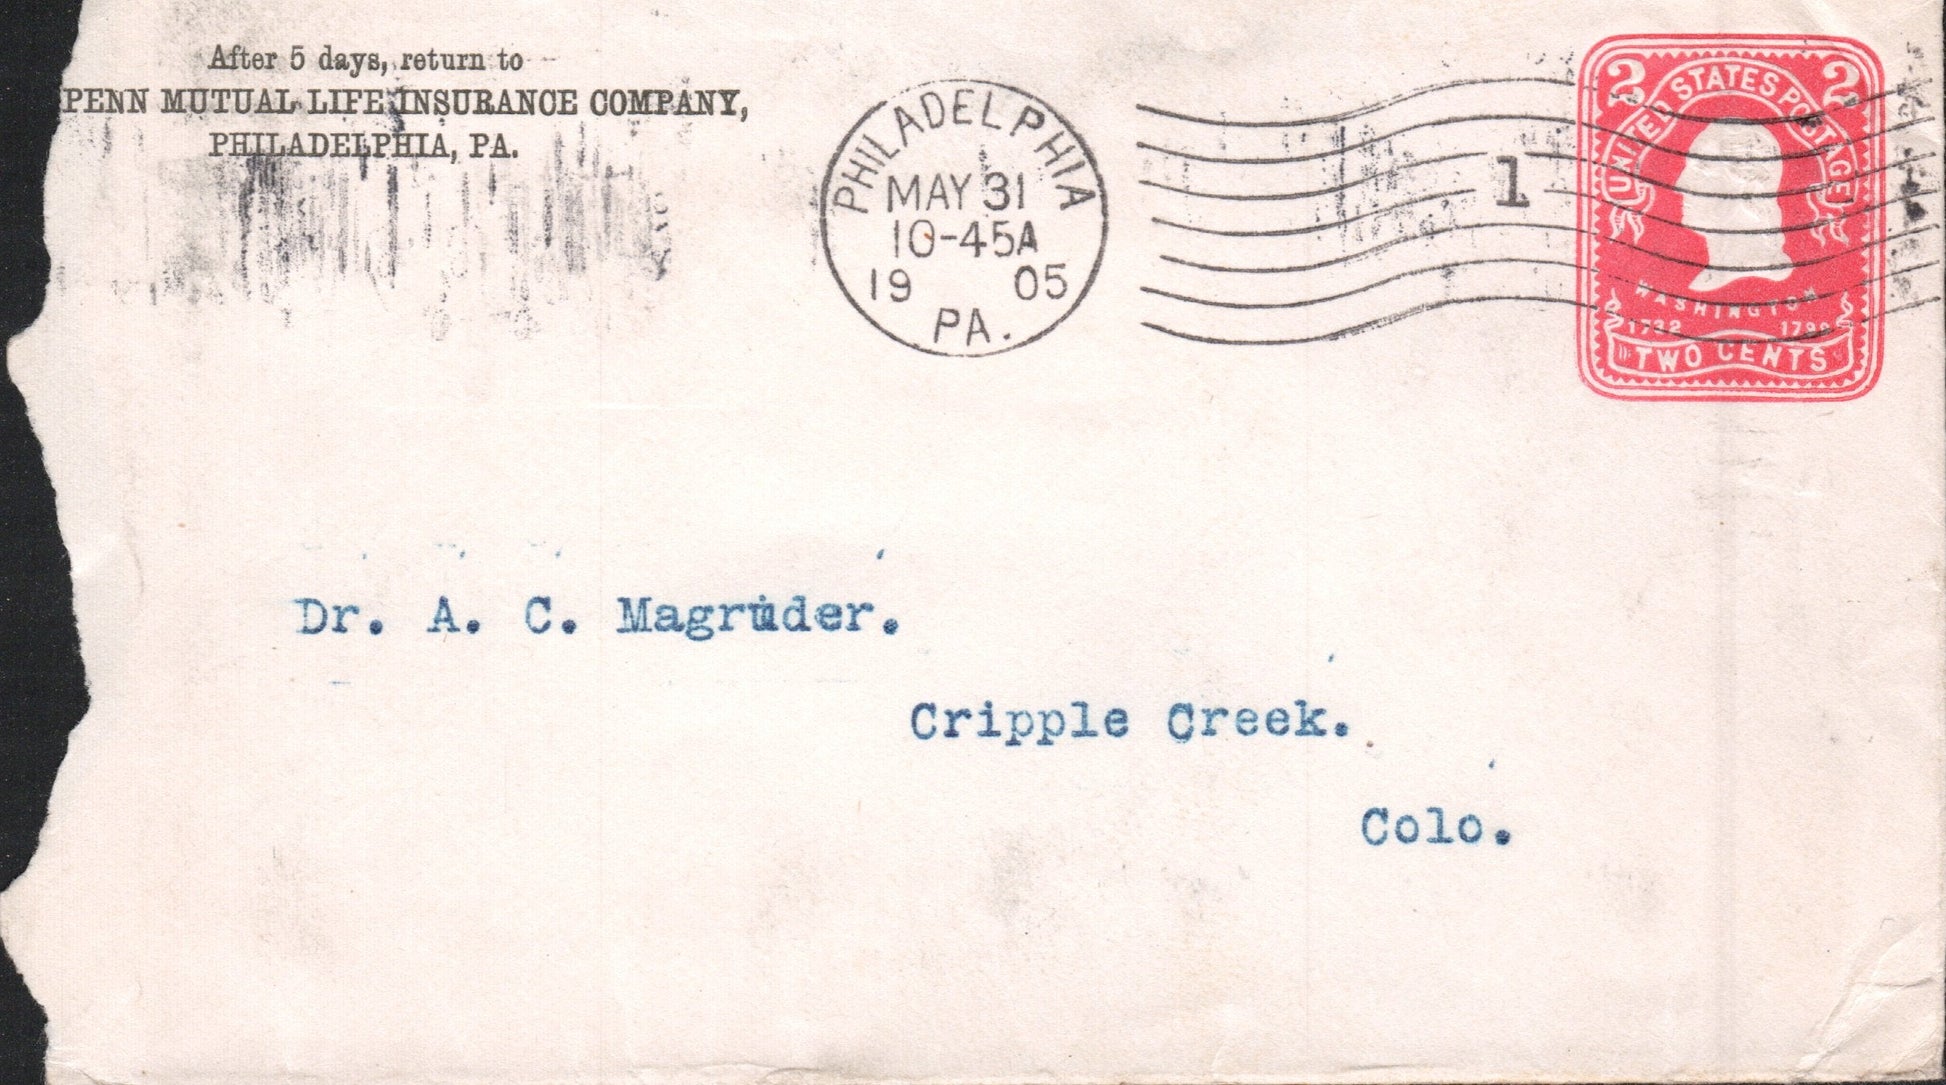 After 5 days, return to
PENN MUTUAL LIFE INSURANCE COMPANY,
PHILADELPHIA, PA.
PHILADELPHIA
MAY 31
10-45A
19 05
PA.
1
2 2
UNITED STATES POSTAGE
WASHINGTON
1732 1799
TWO CENTS
Dr. A. C. Magruder.
Cripple Creek.
Colo.